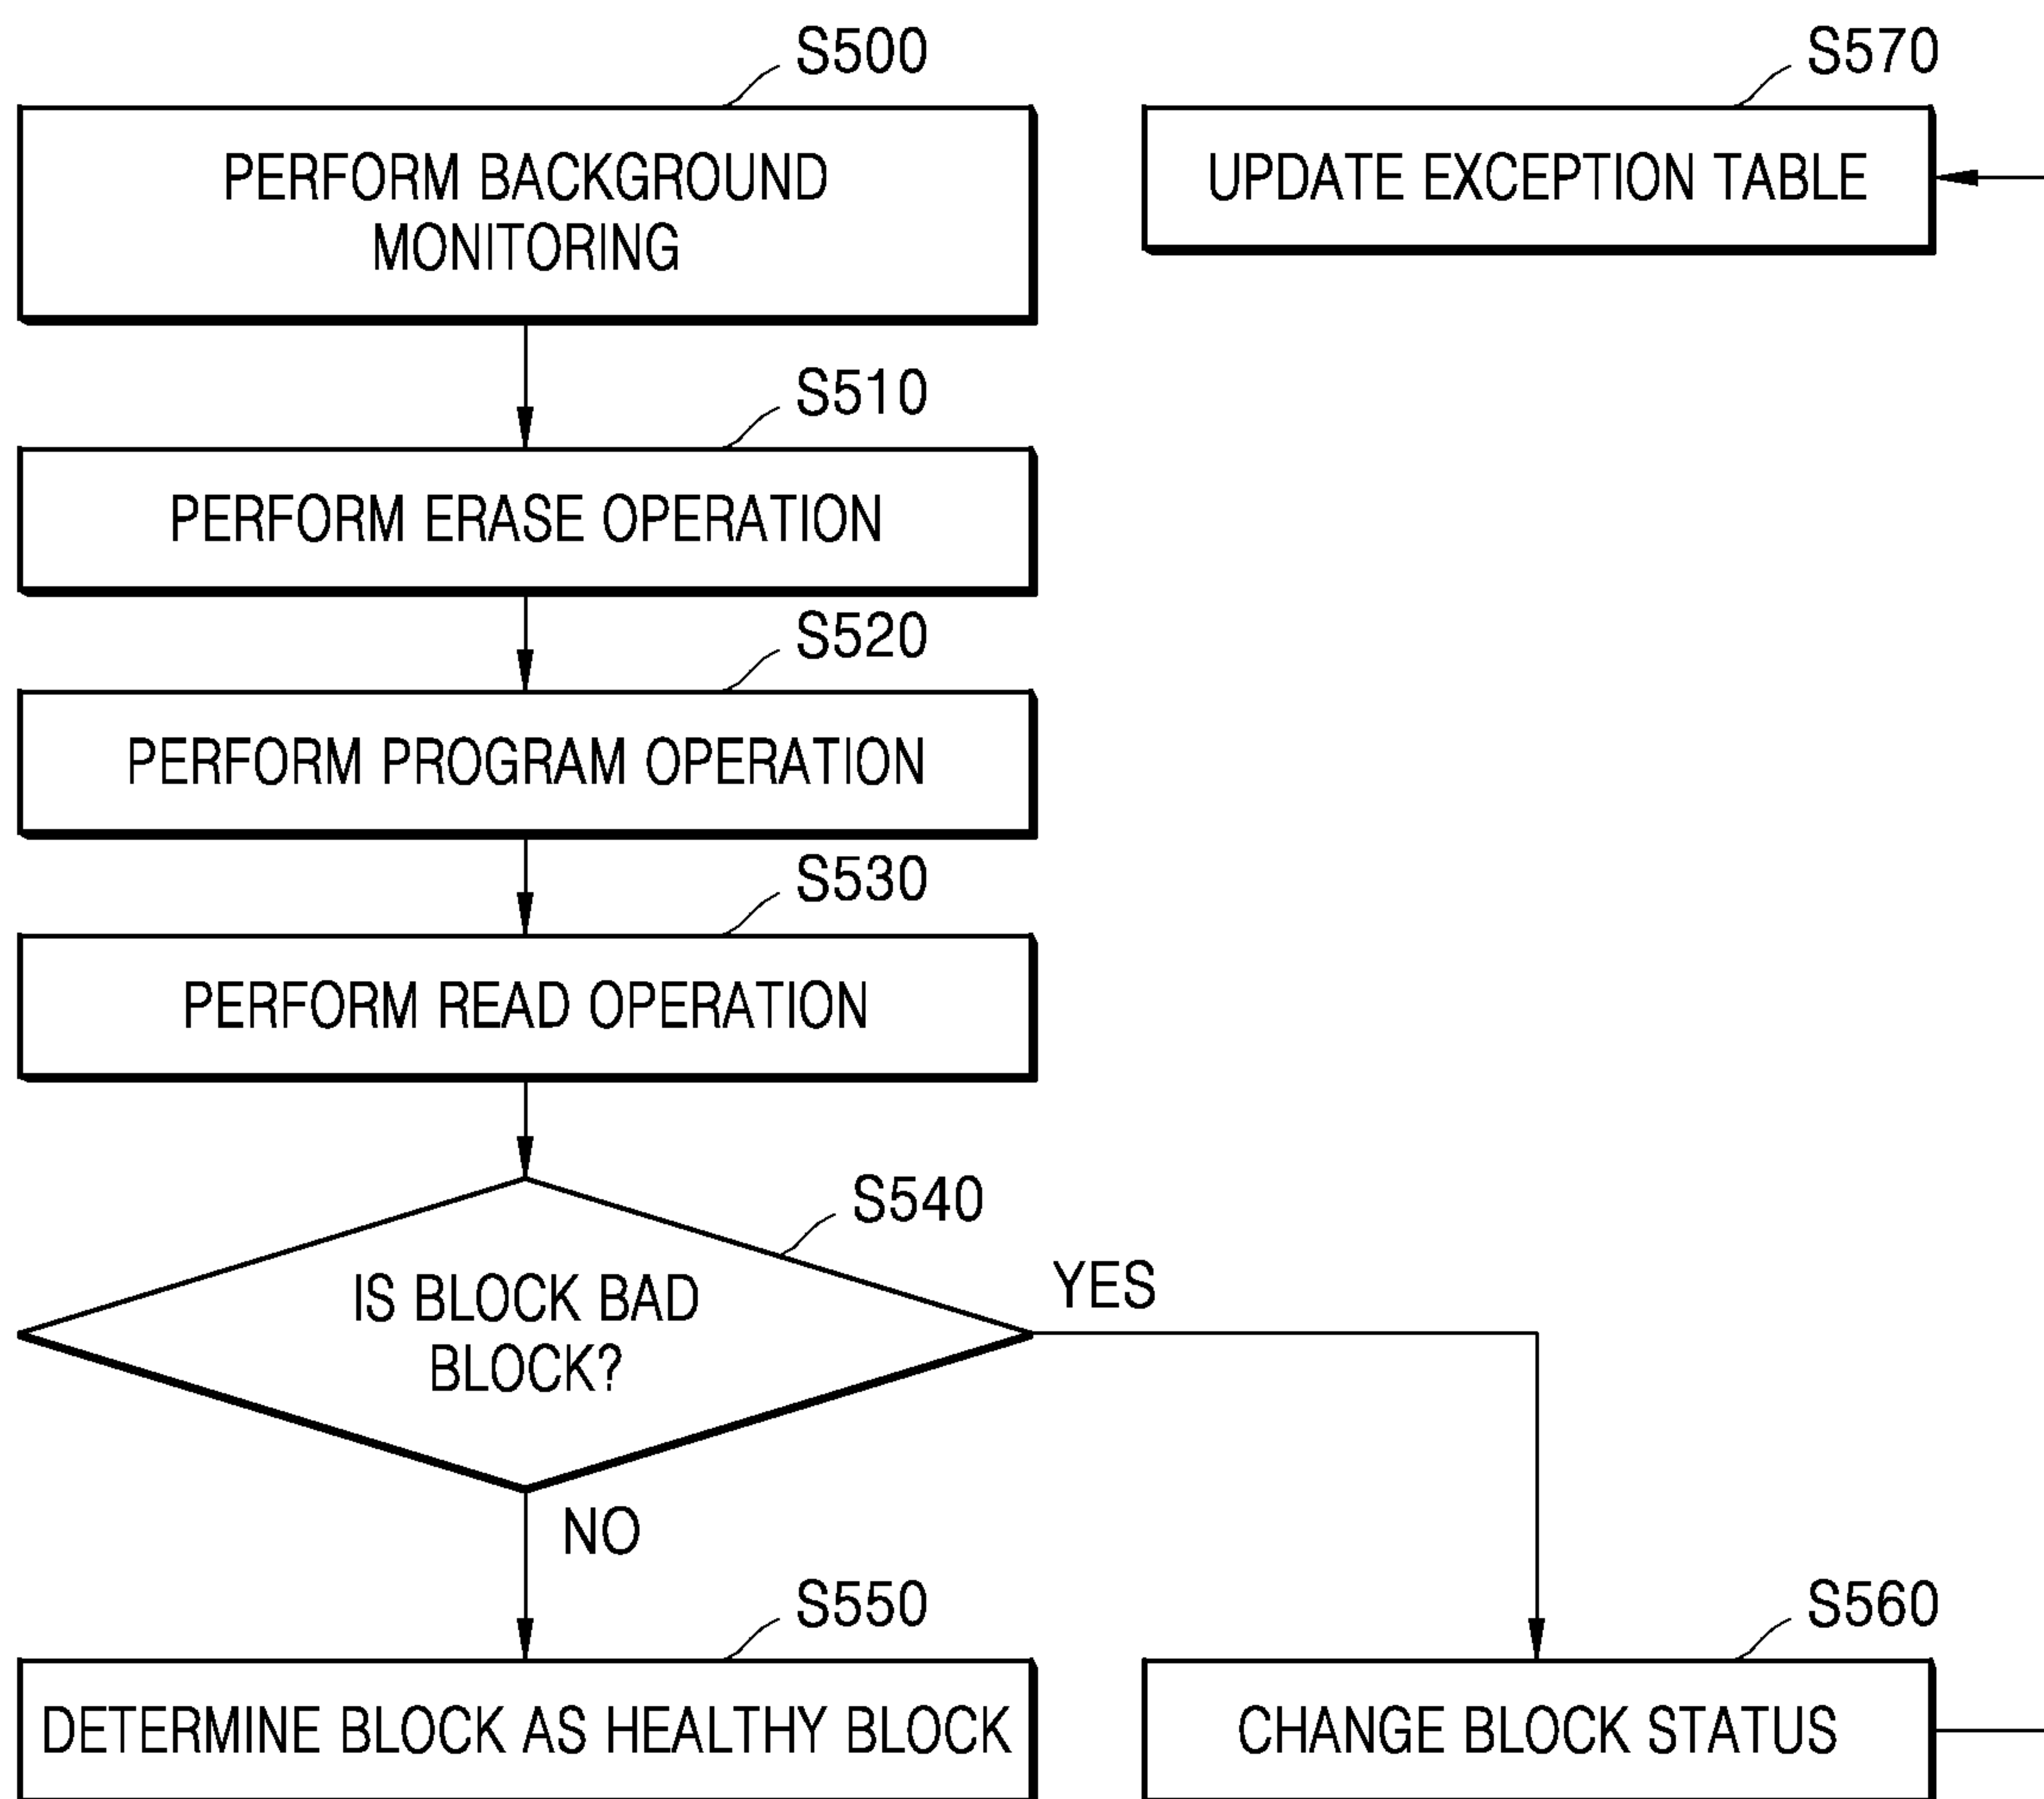 S500
PERFORM BACKGROUND
MONITORING
S510
PERFORM ERASE OPERATION
S520
PERFORM PROGRAM OPERATION
S530
PERFORM READ OPERATION
S540
IS BLOCK BAD
BLOCK?
YES
NO
S550
DETERMINE BLOCK AS HEALTHY BLOCK
S560
CHANGE BLOCK STATUS
S570
UPDATE EXCEPTION TABLE